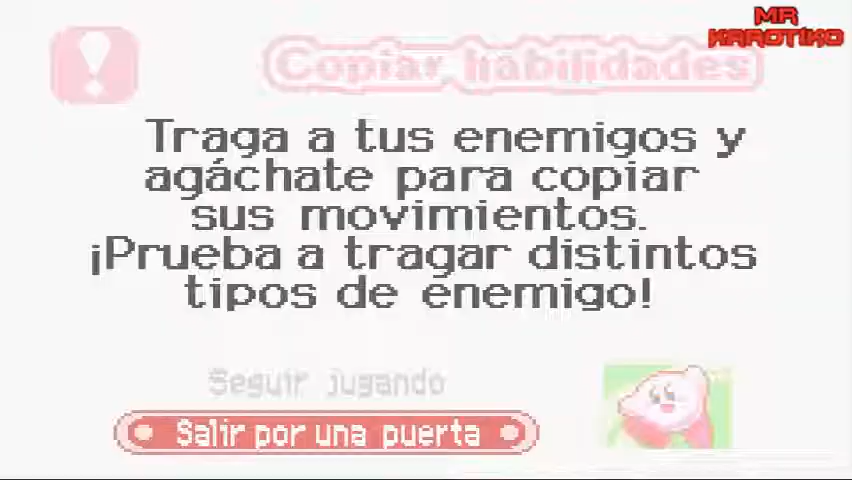 MR
KAROTIKO
Copiar habilidades
Traga a tus enemigos y
agáchate para copiar
sus movimientos.
¡Prueba a tragar distintos
tipos de enemigo!
Seguir jugando
Salir por una puerta